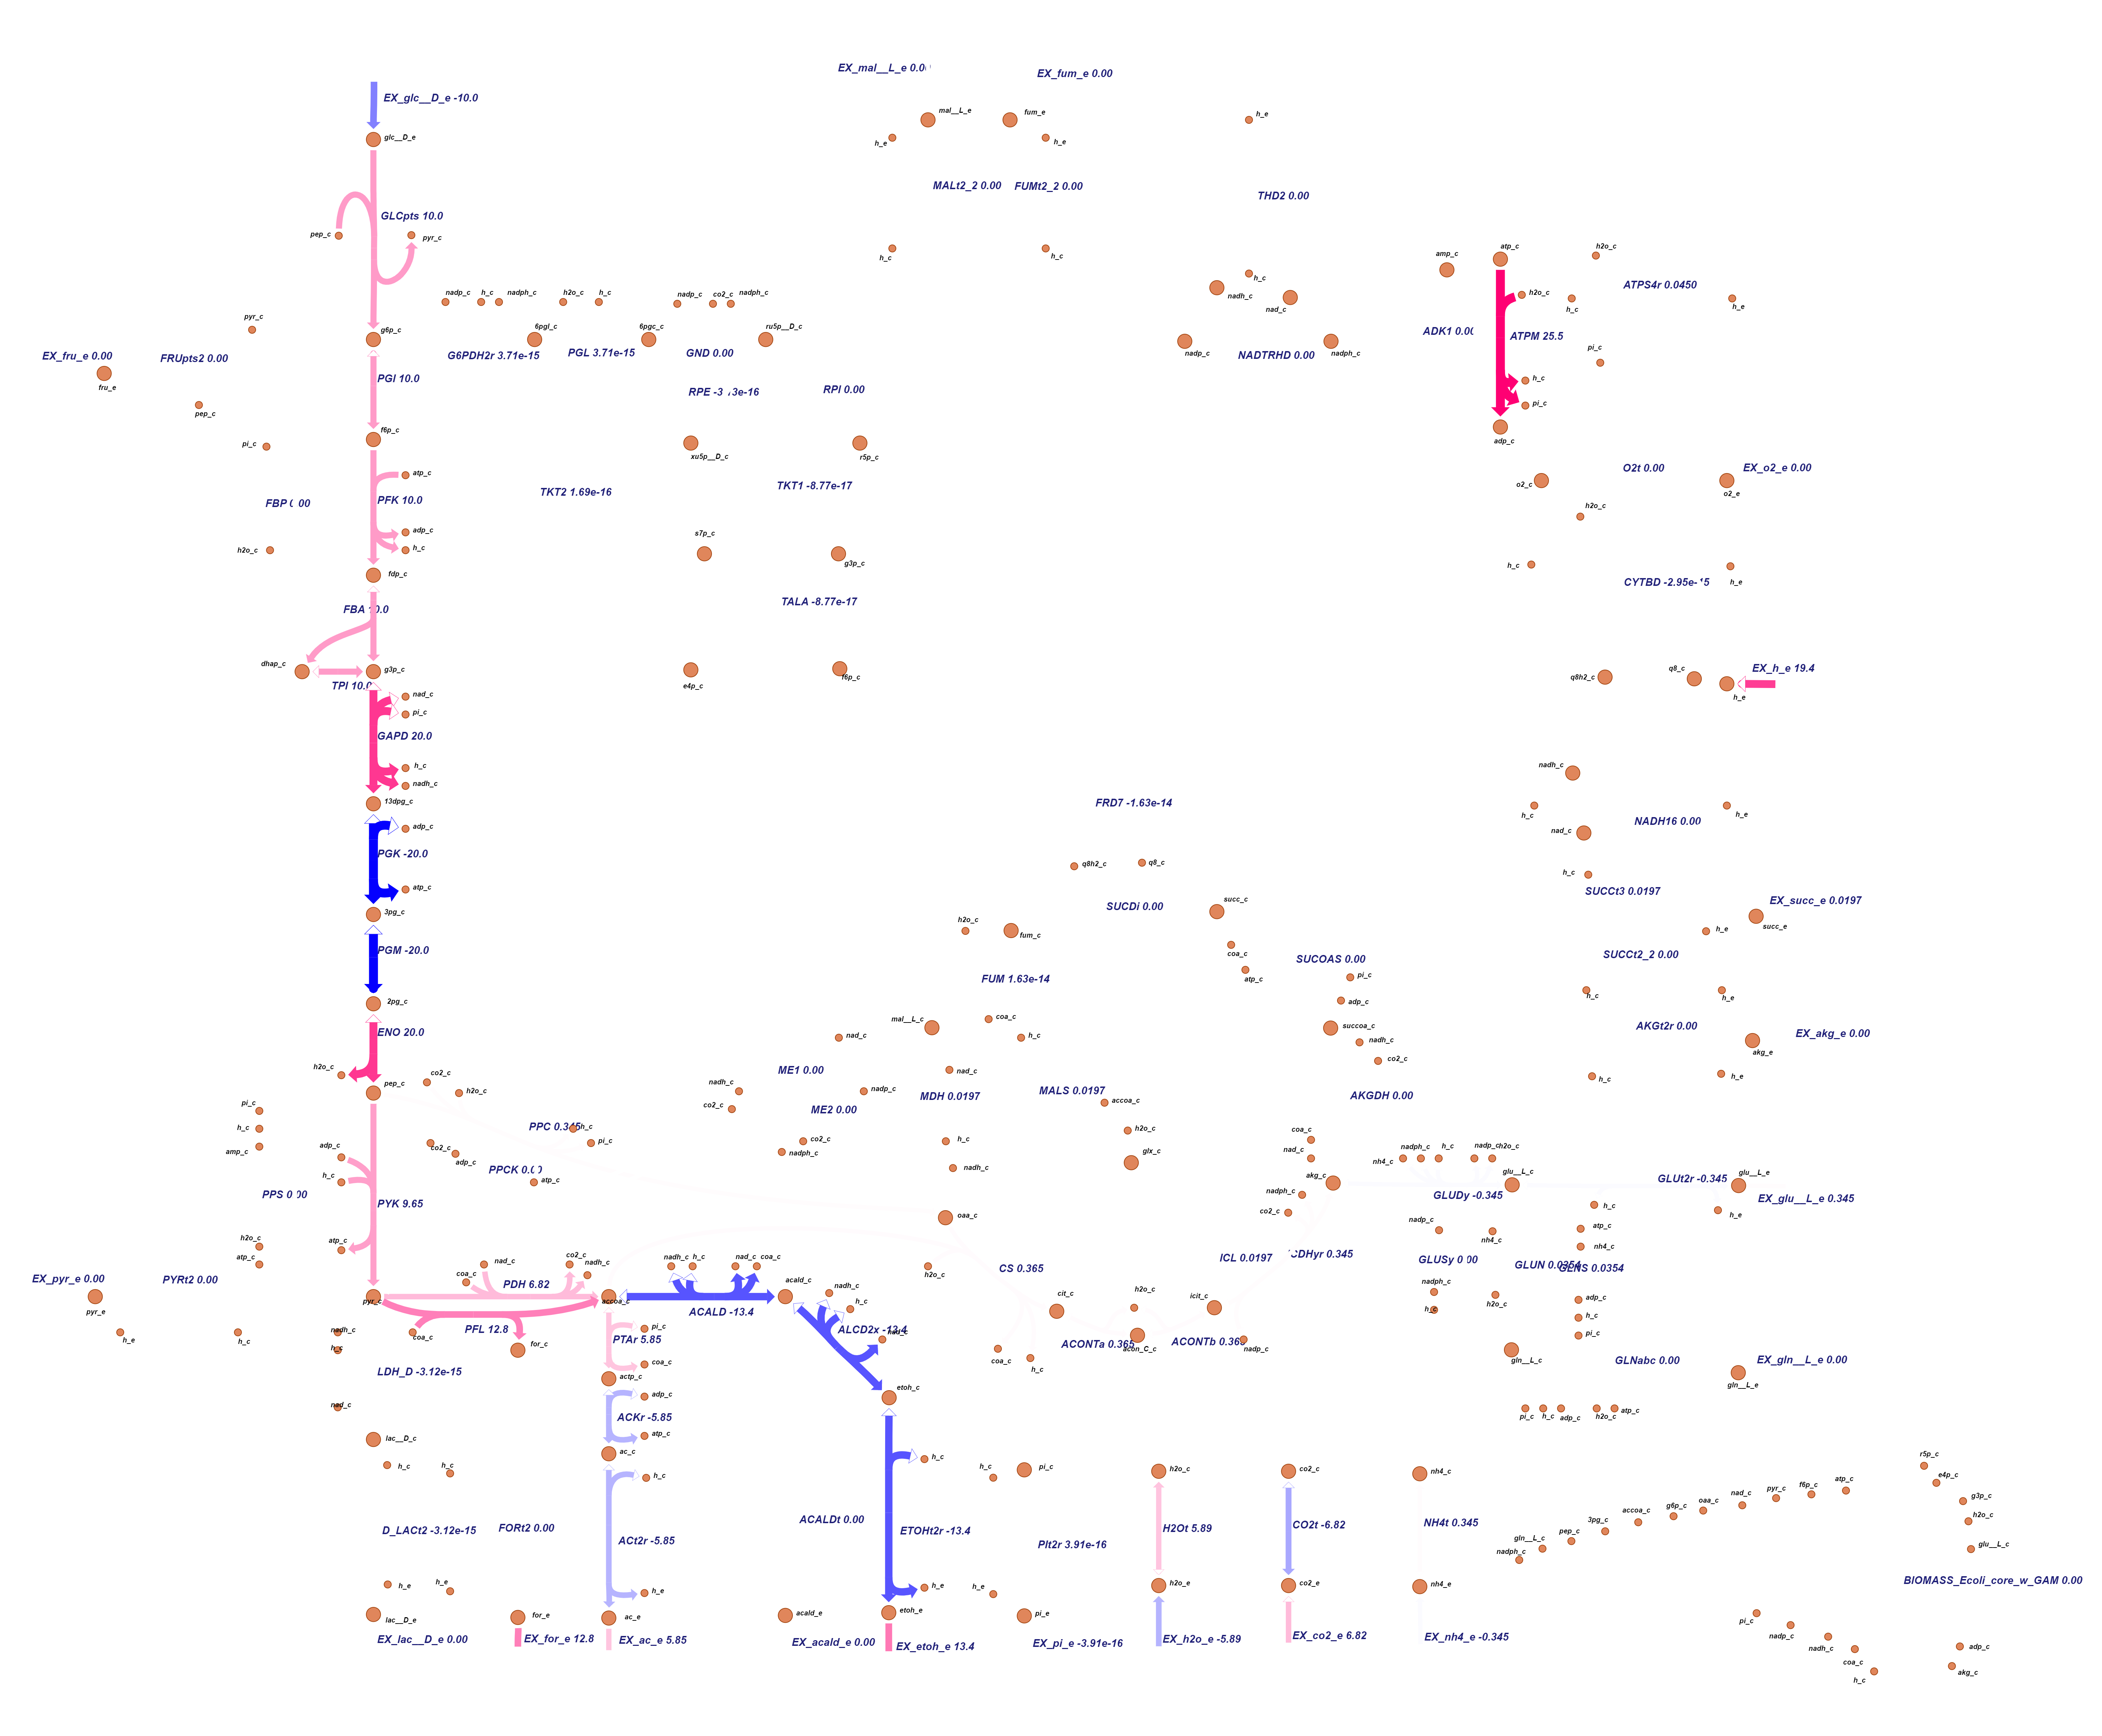 EX_mal__L_e 0.0
EX_fum_e 0.00
EX_glc__D_e -10.0
glc__D_e
mal__L_e
fum_e
h_e
h_e
h_e
MALt2_2 0.00
FUMt2_2 0.00
THD2 0.00
GLCpts 10.0
pep_c
pyr_c
h_c
h_c
h_c
amp_c
atp_c
h2o_c
ATPS4r 0.0450
nadp_c
h_c
nadph_c
h2o_c
h_c
nadp_c
co2_c
nadph_c
nadh_c
nad_c
h2o_c
h_c
h_e
pyr_c
g6p_c
6pgl_c
6pgc_c
ru5p__D_c
ADK1 0.00
ATPM 25.5
EX_fru_e 0.00
FRUpts2 0.00
G6PDH2r 3.71e-15
PGL 3.71e-15
GND 0.00
nadp_c
NADTRHD 0.00
nadph_c
pi_c
fru_e
PGI 10.0
RPE -3
3e-16
RPI 0.00
h_c
pi_c
pep_c
f6p_c
adp_c
pi_c
xu5p__D_c
r5p_c
atp_c
O2t 0.00
EX_o2_e 0.00
FBP
00
PFK 10.0
TKT2 1.69e-16
TKT1 -8.77e-17
o2_c
o2_e
h2o_c
adp_c
h2o_c
h_c
s7p_c
g3p_c
h_c
CYTBD -2.95e-15
h_e
fdp_c
FBA 10.0
TALA -8.77e-17
dhap_c
g3p_c
TPI 10.0
e4p_c
f6p_c
q8h2_c
q8_c
EX_h_e 19.4
h_e
nad_c
pi_c
GAPD 20.0
h_c
nadh_c
nadh_c
13dpg_c
FRD7 -1.63e-14
h_c
NADH16 0.00
h_e
adp_c
nad_c
PGK -20.0
q8h2_c
q8_c
h_c
atp_c
SUCCt3 0.0197
3pg_c
SUCDi 0.00
succ_c
EX_succ_e 0.0197
h2o_c
fum_c
h_e
succ_e
PGM -20.0
coa_c
SUCOAS 0.00
SUCCt2_2 0.00
FUM 1.63e-14
atp_c
pi_c
2pg_c
adp_c
h_c
h_e
ENO 20.0
mal__L_c
coa_c
succoa_c
AKGt2r 0.00
EX_akg_e 0.00
nad_c
h_c
nadh_c
akg_e
h2o_c
co2_c
ME1 0.00
nad_c
co2_c
h_c
h_e
pep_c
h2o_c
nadh_c
nadp_c
MDH 0.0197
MALS 0.0197
AKGDH 0.00
pi_c
co2_c
ME2 0.00
accoa_c
h_c
PPC 0.345
h_c
pi_c
h2o_c
coa_c
amp_c
adp_c
co2_c
adp_c
co2_c
nadph_c
h_c
glx_c
nad_c
nh4_c
nadph_c
h_c
nadp_c
h2o_c
h_c
PPCK 0.00
atp_c
nadh_c
akg_c
glu__L_c
glu__L_e
PPS 0.00
PYK 9.65
nadph_c
GLUDy -0.345
GLUt2r -0.345
EX_glu__L_e 0.345
oaa_c
co2_c
nadp_c
h_c
h_e
h2o_c
atp_c
nh4_c
atp_c
atp_c
nh4_c
EX_pyr_e 0.00
PYRt2 0.00
coa_c
nad_c
PDH 6.82
co2_c
nadh_c
nadh_c
h_c
nad_c
coa_c
acald_c
nadh_c
h2o_c
CS 0.365
ICL 0.0197
CDHyr 0.345
GLUSy 0.00
GLUN 0.0354
GLNS 0.0354
pyr_e
pyr_c
accoa_c
ACALD -13.4
h_c
cit_c
h2o_c
icit_c
nadph_c
h2o_c
adp_c
h_c
h_c
h_e
h_c
nadh_c
h_c
coa_c
PFL 12.8
for_c
pi_c
PTAr 5.85
ALCD2x -13.4
nad_c
ACONTa 0.365
acon_C_c
ACONTb 0.365
nadp_c
pi_c
coa_c
h_c
LDH_D -3.12e-15
coa_c
gln__L_c
GLNabc 0.00
EX_gln__L_e 0.00
actp_c
etoh_c
gln__L_e
nad_c
adp_c
ACKr -5.85
atp_c
pi_c
h_c
adp_c
h2o_c
atp_c
lac__D_c
ac_c
h_c
h_c
h_c
h_c
h_c
pi_c
h2o_c
co2_c
nh4_c
r5p_c
e4p_c
g3p_c
h2o_c
glu__L_c
D_LACt2 -3.12e-15
FORt2 0.00
ACt2r -5.85
ACALDt 0.00
ETOHt2r -13.4
PIt2r 3.91e-16
H2Ot 5.89
CO2t -6.82
NH4t 0.345
nadph_c
gln__L_c
pep_c
3pg_c
accoa_c
g6p_c
oaa_c
nad_c
pyr_c
f6p_c
atp_c
h_e
h_e
h_e
h_e
h_e
h2o_e
co2_e
nh4_e
BIOMASS_Ecoli_core_w_GAM 0.00
lac__D_e
for_e
ac_e
acald_e
etoh_e
pi_e
pi_c
nadp_c
nadh_c
coa_c
h_c
adp_c
akg_c
EX_lac__D_e 0.00
EX_for_e 12.8
EX_ac_e 5.85
EX_acald_e 0.00
EX_etoh_e 13.4
EX_pi_e -3.91e-16
EX_h2o_e -5.89
EX_co2_e 6.82
EX_nh4_e -0.345